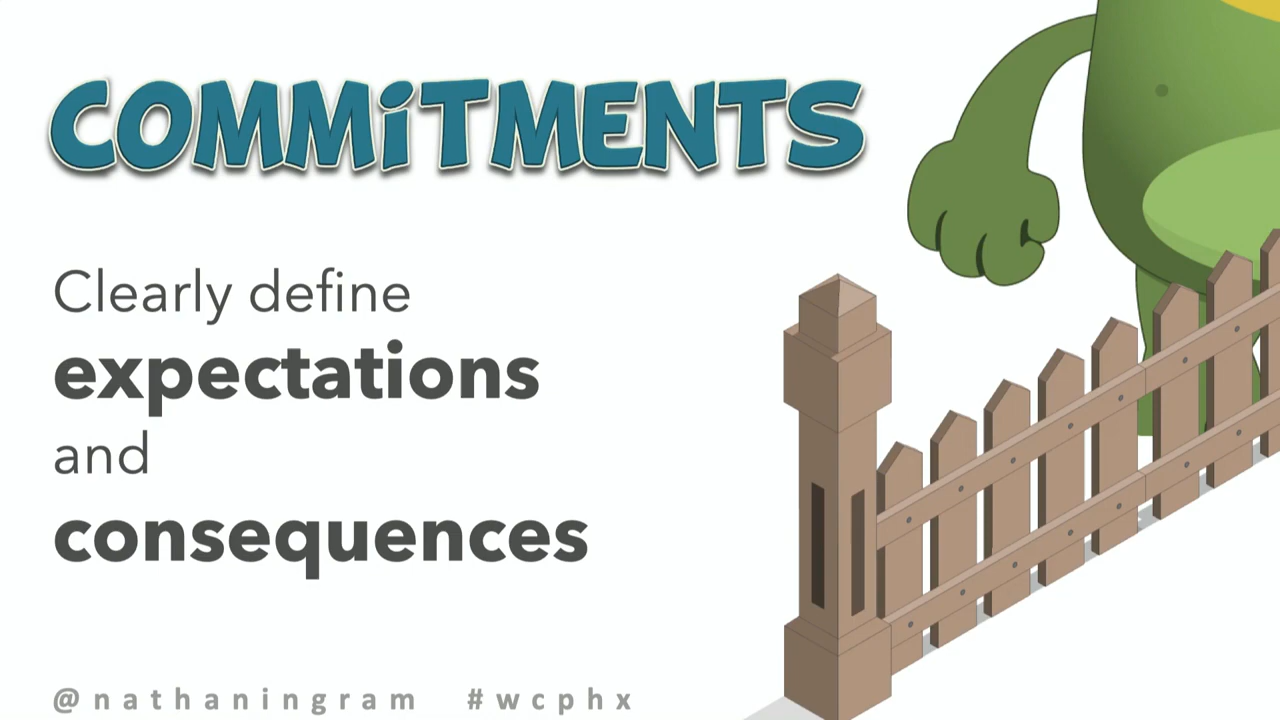 COMMiTMENTS
Clearly define
expectations
and
consequences
@nathaningram #wcphx